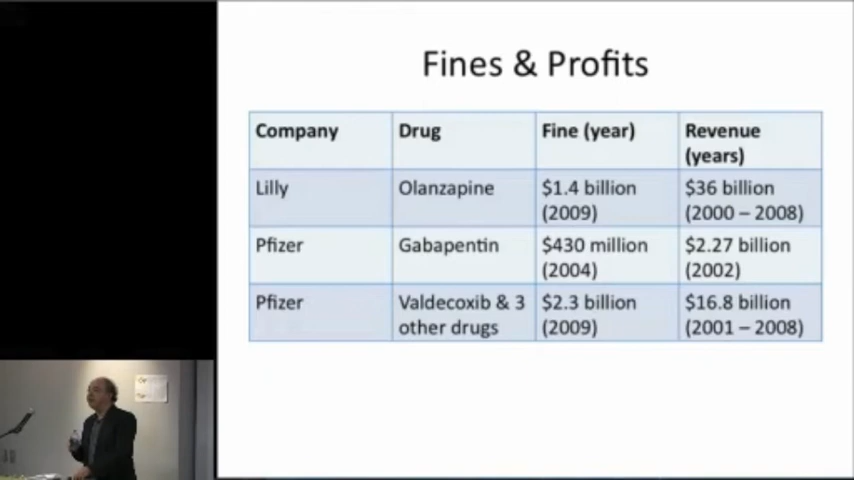 Fines & Profits
Company Drug Fine (year) Revenue
(years)
Lilly Olanzapine $1.4 billion $36 billion
(2009) (2000 – 2008)
Pfizer Gabapentin $430 million $2.27 billion
(2004) (2002)
Pfizer Valdecoxib & 3 $2.3 billion $16.8 billion
other drugs (2009) (2001 – 2008)